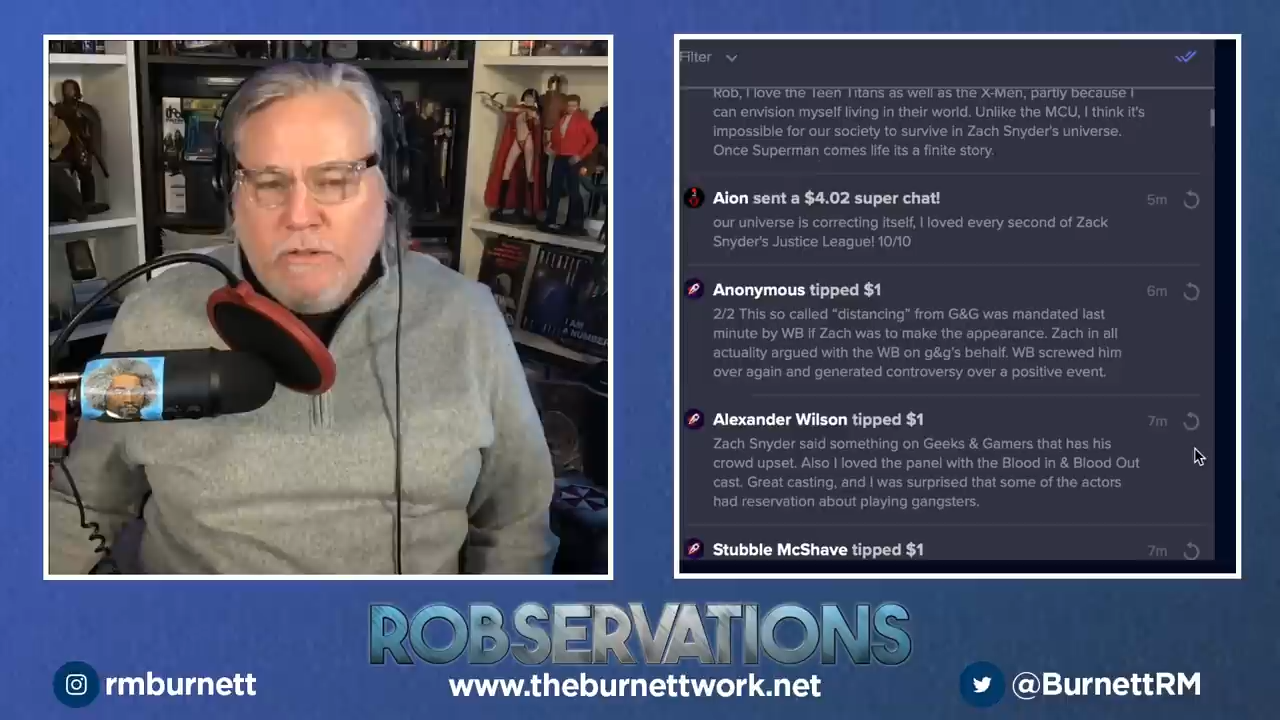 Filter
Rob, I love the Teen Titans as well as the X-Men, partly because I
can envision myself living in their world. Unlike the MCU, I think it's
impossible for our society to survive in Zach Snyder's universe.
Once Superman comes life its a finite story.
Aion sent a $4.02 super chat!
5m
our universe is correcting itself, I loved every second of Zack
Snyder's Justice League! 10/10
Anonymous tipped $1
6m
2/2 This so called “distancing” from G&G was mandated last
minute by WB if Zach was to make the appearance. Zach in all
actuality argued with the WB on g&g's behalf. WB screwed him
over again and generated controversy over a positive event.
Alexander Wilson tipped $1
7m
Zach Snyder said something on Geeks & Gamers that has his
crowd upset. Also I loved the panel with the Blood in & Blood Out
cast. Great casting, and I was surprised that some of the actors
had reservation about playing gangsters.
Stubble McShave tipped $1
7m
I AM
A NUMBER
ROBSERVATIONS
rmburnett
www.theburnettwork.net
@BurnettRM